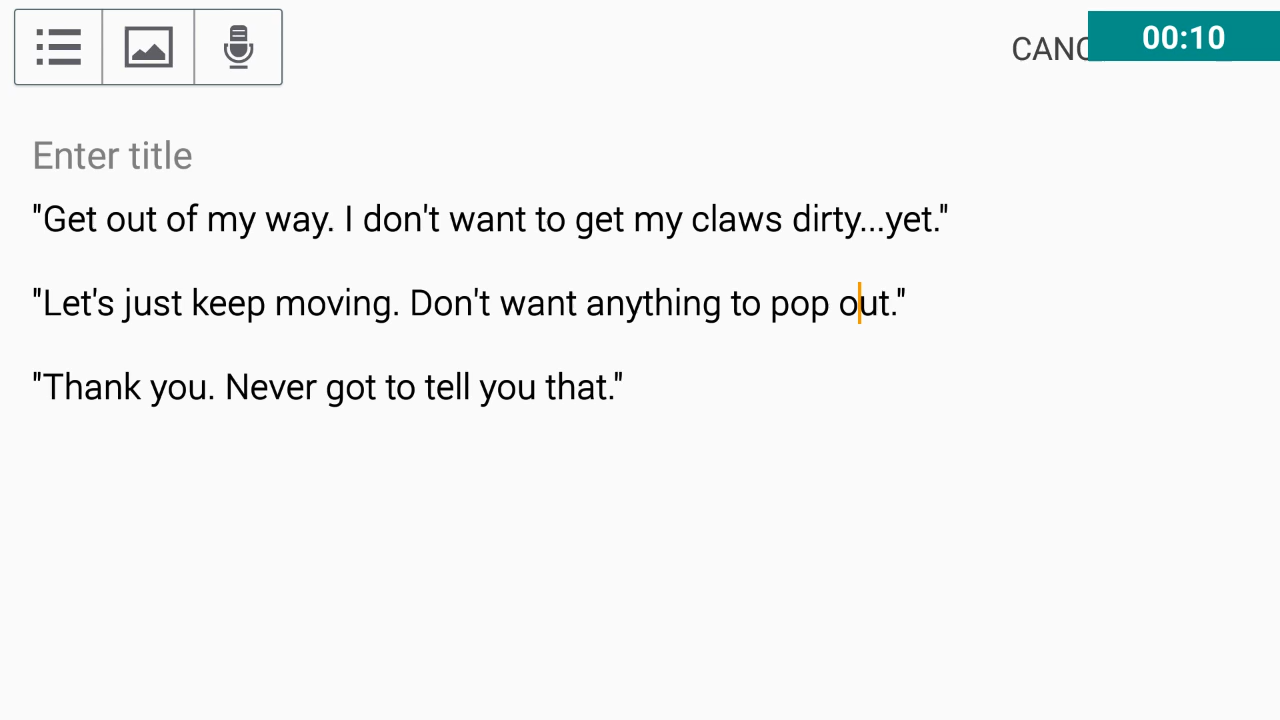 CANC
00:10
Enter title
"Get out of my way. I don't want to get my claws dirty...yet."
"Let's just keep moving. Don't want anything to pop out."
"Thank you. Never got to tell you that."